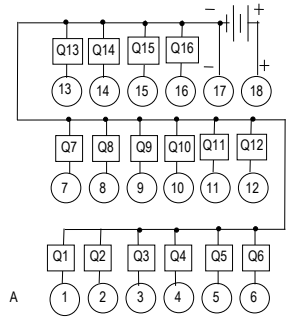 − +
Q13 Q14 Q15 Q16
− +
13 14 15 16 17 18
Q7 Q8 Q9 Q10 Q11 Q12
7 8 9 10 11 12
Q1 Q2 Q3 Q4 Q5 Q6
A 1 2 3 4 5 6